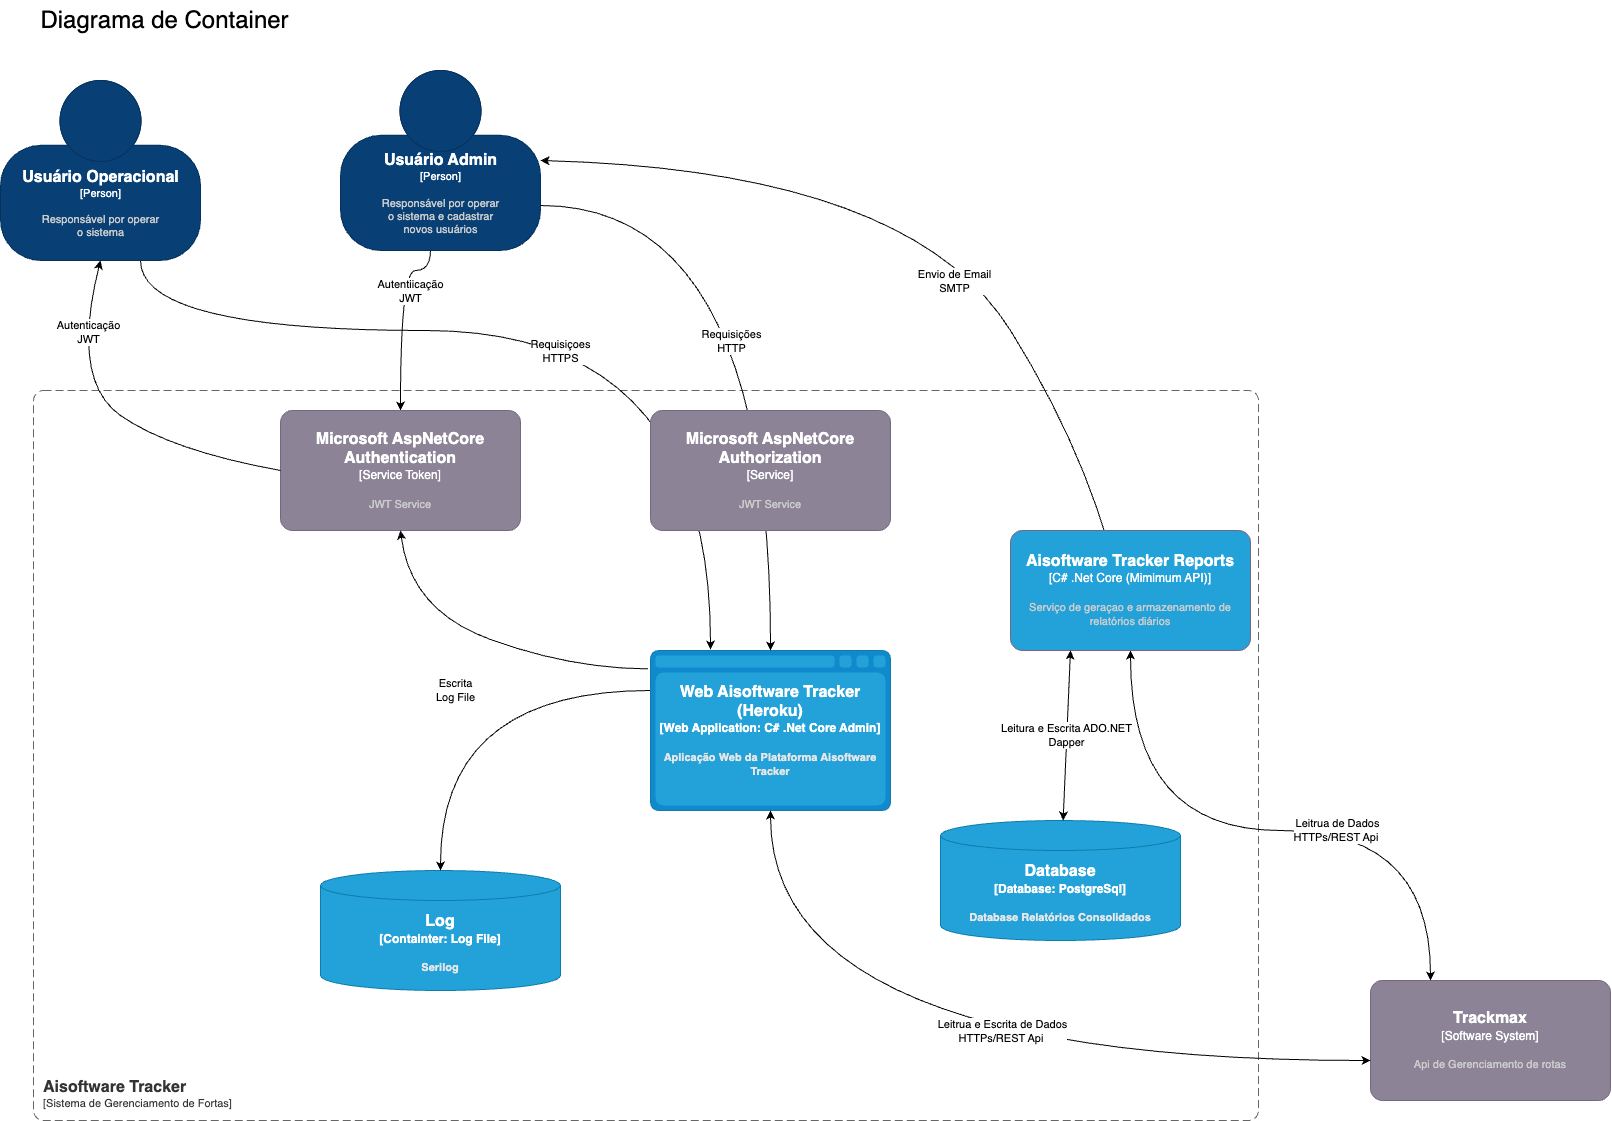 Diagrama de Container
Usuário Operacional
[Person]
Responsável por operar
o sistema
Usuário Admin
[Person]
Responsável por operar
o sistema e cadastrar
novos usuários
Envio de Email
SMTP
Autentiicação
JWT
Autenticação
JWT
Requisiçoes
HTTPS
Requisições
HTTP
Microsoft AspNetCore
Authentication
[Service Token]
JWT Service
Microsoft AspNetCore
Authorization
[Service]
JWT Service
Aisoftware Tracker Reports
[C# .Net Core (Mimimum API)]
Serviço de geraçao e armazenamento de
relatórios diários
Escrita
Log File
Web Aisoftware Tracker
(Heroku)
[Web Application: C# .Net Core Admin]
Aplicação Web da Plataforma Aisoftware
Tracker
Leitura e Escrita ADO.NET
Dapper
Leitrua de Dados
HTTPs/REST Api
Database
[Database: PostgreSql]
Database Relatórios Consolidados
Log
[Containter: Log File]
Serilog
Leitrua e Escrita de Dados
HTTPs/REST Api
Trackmax
[Software System]
Api de Gerenciamento de rotas
Aisoftware Tracker
[Sistema de Gerenciamento de Fortas]